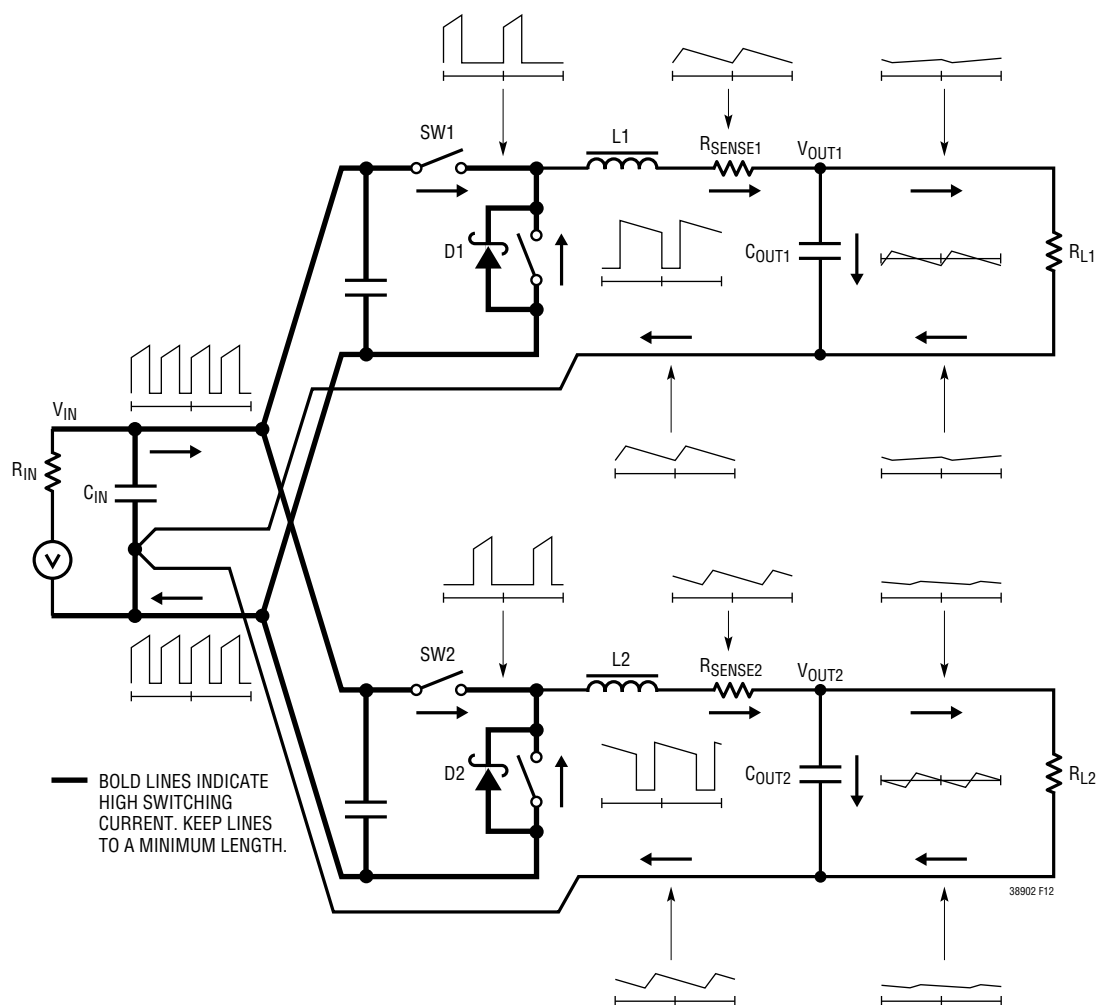 SW1
L1
RSENSE1
VOUT1
D1
COUT1
RL1
VIN
RIN
CIN
V
SW2
L2
RSENSE2
VOUT2
D2
COUT2
RL2
BOLD LINES INDICATE
HIGH SWITCHING
CURRENT. KEEP LINES
TO A MINIMUM LENGTH.
38902 F12